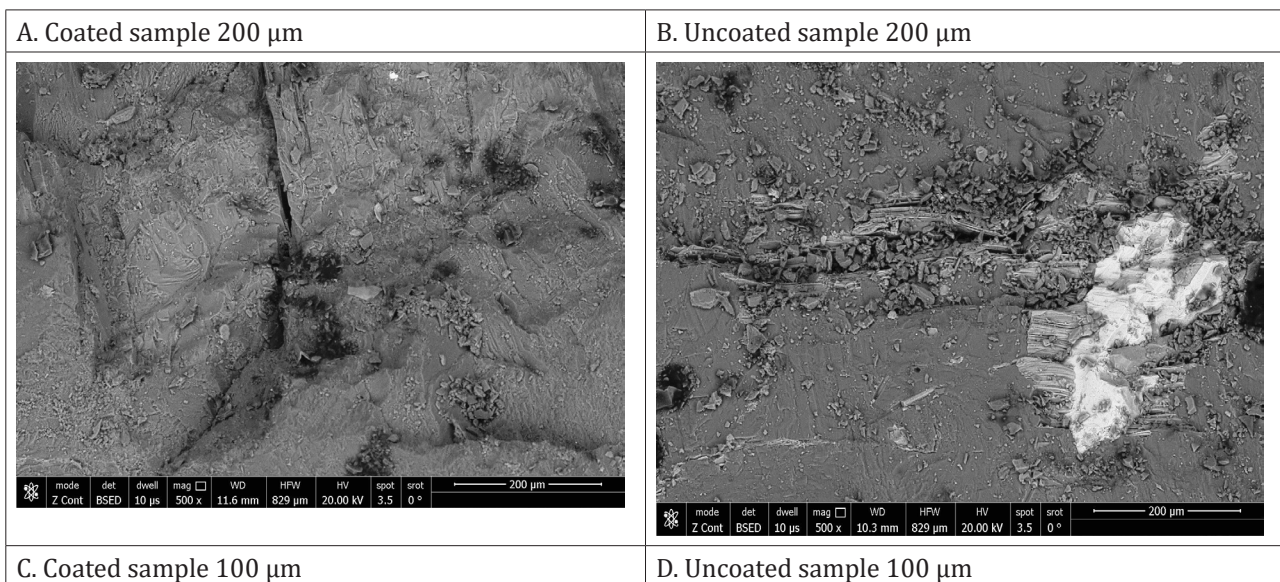 A. Coated sample 200 μm
B. Uncoated sample 200 μm
mode det dwell mag WD HFW HV spot srot
Z Cont BSED 10 μs 500 x 11.6 mm 829 μm 20.00 kV 3.5 0 °
200 μm
mode det dwell mag WD HFW HV spot srot
Z Cont BSED 10 μs 500 x 10.3 mm 829 μm 20.00 kV 3.5 0 °
200 μm
C. Coated sample 100 μm
D. Uncoated sample 100 μm